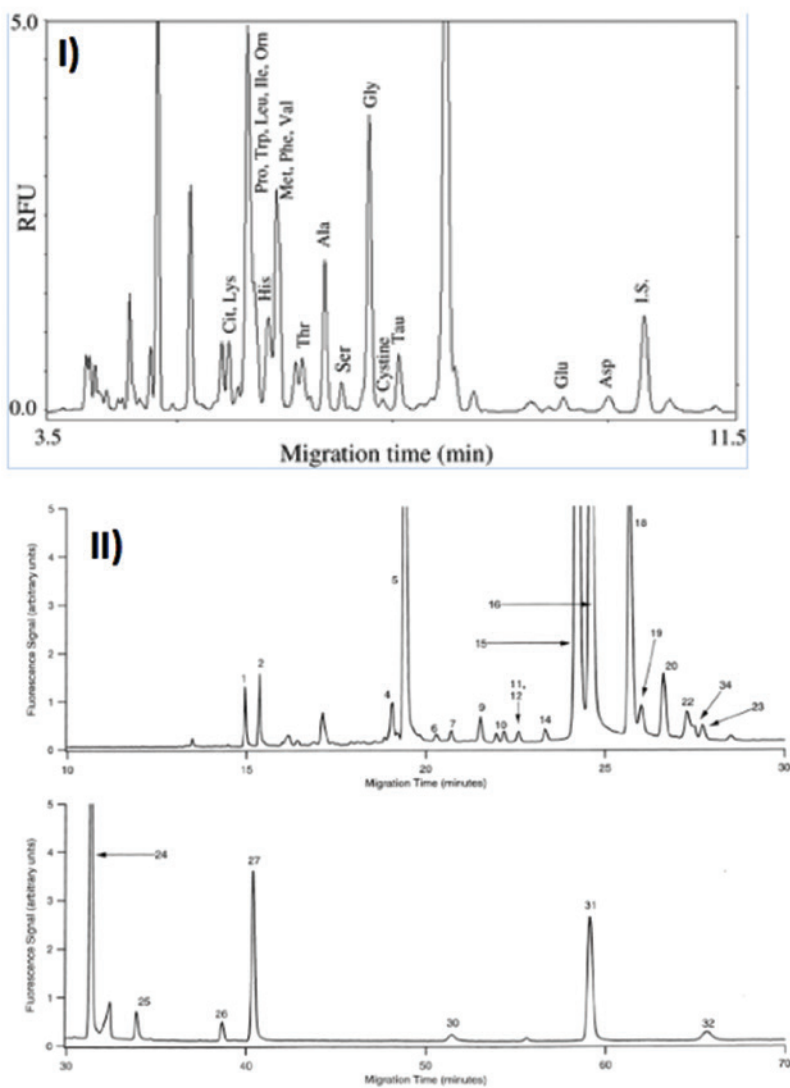 I)
5.0
RFU
0.0
Cit, Lys
Pro, Trp, Leu, Ile, Orn
His
Met, Phe, Val
Thr
Ala
Ser
Gly
Cystine
Tau
Glu
Asp
I.S.
3.5
11.5
Migration time (min)
II)
Fluorescence Signal (arbitrary units)
5
4
3
2
1
0
1
2
4
5
6
7
9
10
11,
12
14
15
16
18
19
20
22
34
23
10
15
20
25
30
Migration Time (minutes)
Fluorescence Signal (arbitrary units)
5
4
3
2
1
0
24
25
26
27
30
31
32
30
40
50
60
70
Migration Time (minutes)